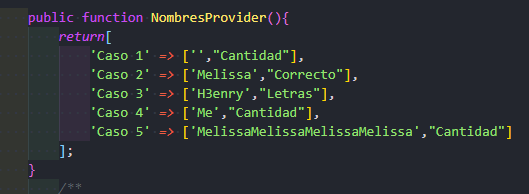 public function NombresProvider(){
return[
'Caso 1' => ['',"Cantidad"],
'Caso 2' => ['Melissa',"Correcto"],
'Caso 3' => ['H3enry',"Letras"],
'Caso 4' => ['Me',"Cantidad"],
'Caso 5' => ['MelissaMelissaMelissaMelissa',"Cantidad"]
];
}
/**